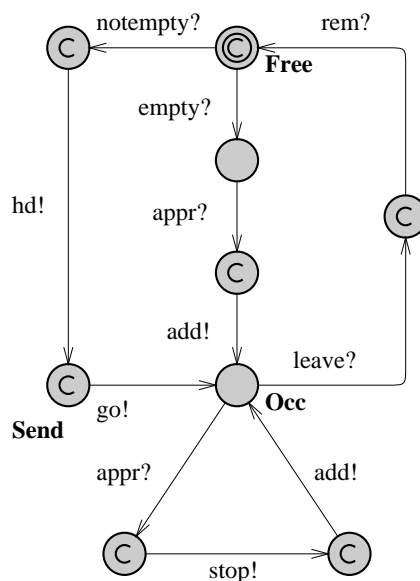 notempty?
rem?
C
C
Free
empty?
appr?
hd!
C
C
add!
leave?
C
go!
Send
Occ
appr?
add!
C
C
stop!